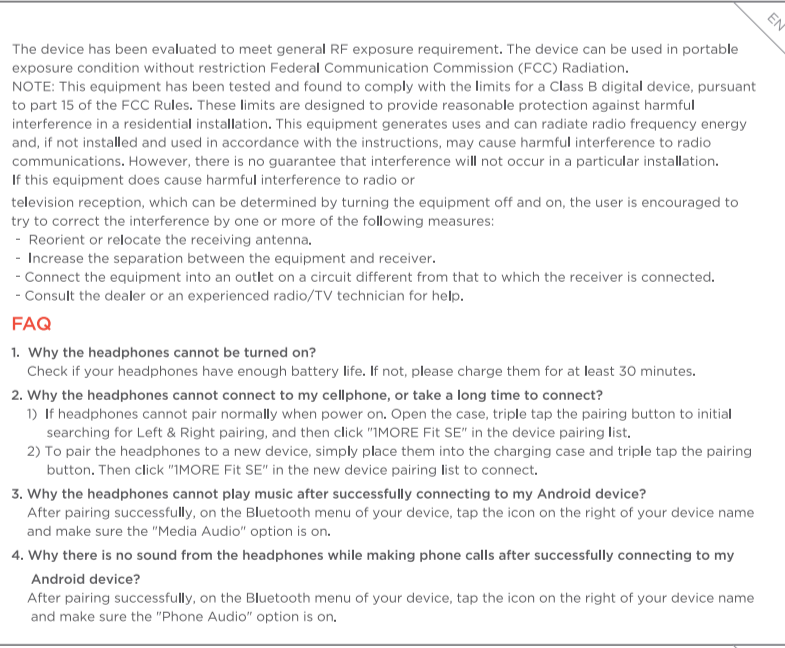 EN
The device has been evaluated to meet general RF exposure requirement. The device can be used in portable
exposure condition without restriction Federal Communication Commission (FCC) Radiation.
NOTE: This equipment has been tested and found to comply with the limits for a Class B digital device, pursuant
to part 15 of the FCC Rules. These limits are designed to provide reasonable protection against harmful
interference in a residential installation. This equipment generates uses and can radiate radio frequency energy
and, if not installed and used in accordance with the instructions, may cause harmful interference to radio
communications. However, there is no guarantee that interference will not occur in a particular installation.
If this equipment does cause harmful interference to radio or
television reception, which can be determined by turning the equipment off and on, the user is encouraged to
try to correct the interference by one or more of the following measures:
- Reorient or relocate the receiving antenna.
- Increase the separation between the equipment and receiver.
- Connect the equipment into an outlet on a circuit different from that to which the receiver is connected.
- Consult the dealer or an experienced radio/TV technician for help.
FAQ
1. Why the headphones cannot be turned on?
Check if your headphones have enough battery life. If not, please charge them for at least 30 minutes.
2. Why the headphones cannot connect to my cellphone, or take a long time to connect?
1) If headphones cannot pair normally when power on. Open the case, triple tap the pairing button to initial
searching for Left & Right pairing, and then click "1MORE Fit SE" in the device pairing list.
2) To pair the headphones to a new device, simply place them into the charging case and triple tap the pairing
button. Then click "1MORE Fit SE" in the new device pairing list to connect.
3. Why the headphones cannot play music after successfully connecting to my Android device?
After pairing successfully, on the Bluetooth menu of your device, tap the icon on the right of your device name
and make sure the "Media Audio" option is on.
4. Why there is no sound from the headphones while making phone calls after successfully connecting to my
Android device?
After pairing successfully, on the Bluetooth menu of your device, tap the icon on the right of your device name
and make sure the "Phone Audio" option is on.